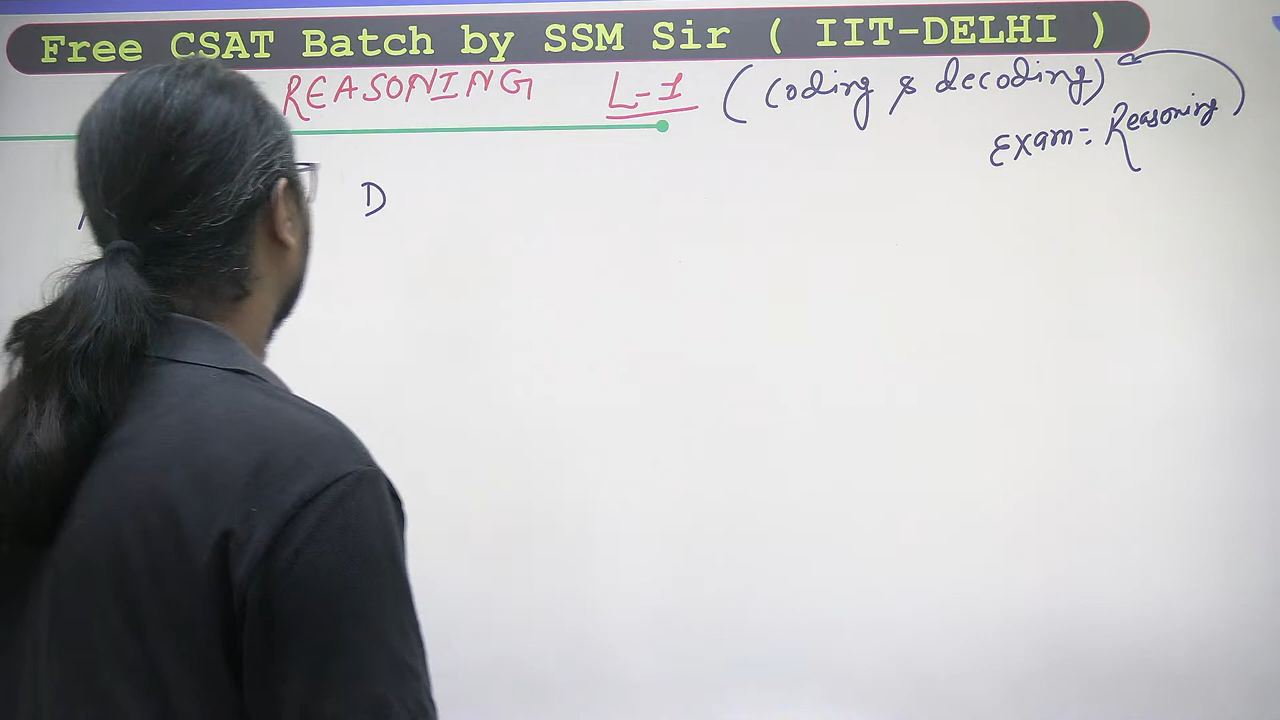 Free CSAT Batch by SSM Sir ( IIT-DELHI )
REASONING L-1 (Coding & decoding)
Exam: Reasoning
D